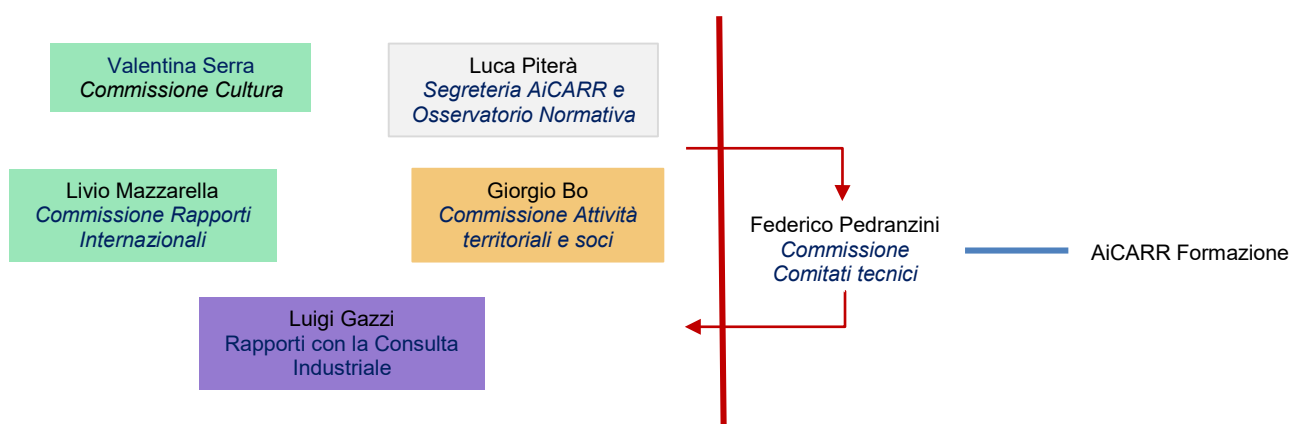 Valentina Serra
Commissione Cultura
Luca Piterà
Segreteria AiCARR e
Osservatorio Normativa
Livio Mazzarella
Commissione Rapporti
Internazionali
Giorgio Bo
Commissione Attività
territoriali e soci
Federico Pedranzini
Commissione
Comitati tecnici
AiCARR Formazione
Luigi Gazzi
Rapporti con la Consulta
Industriale